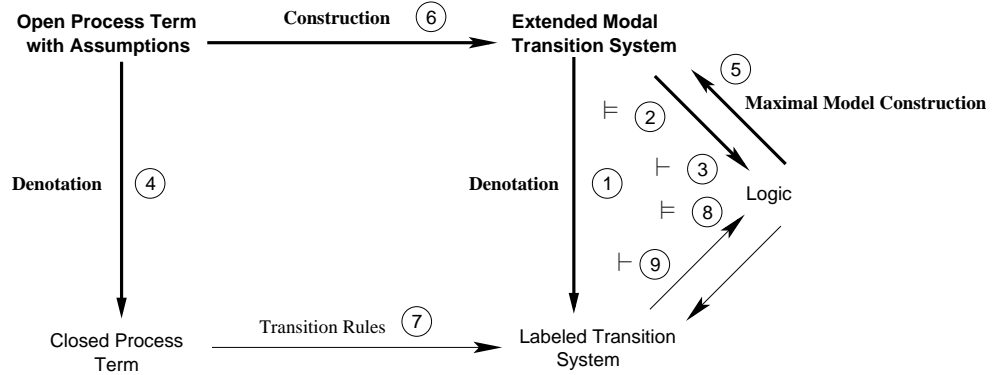 Open Process Term
with Assumptions
Construction 6
Extended Modal
Transition System
5
Maximal Model Construction
⊨ 2
⊢ 3
Denotation 4
Denotation 1
Logic
⊨ 8
⊢ 9
Closed Process
Term
Transition Rules 7
Labeled Transition
System